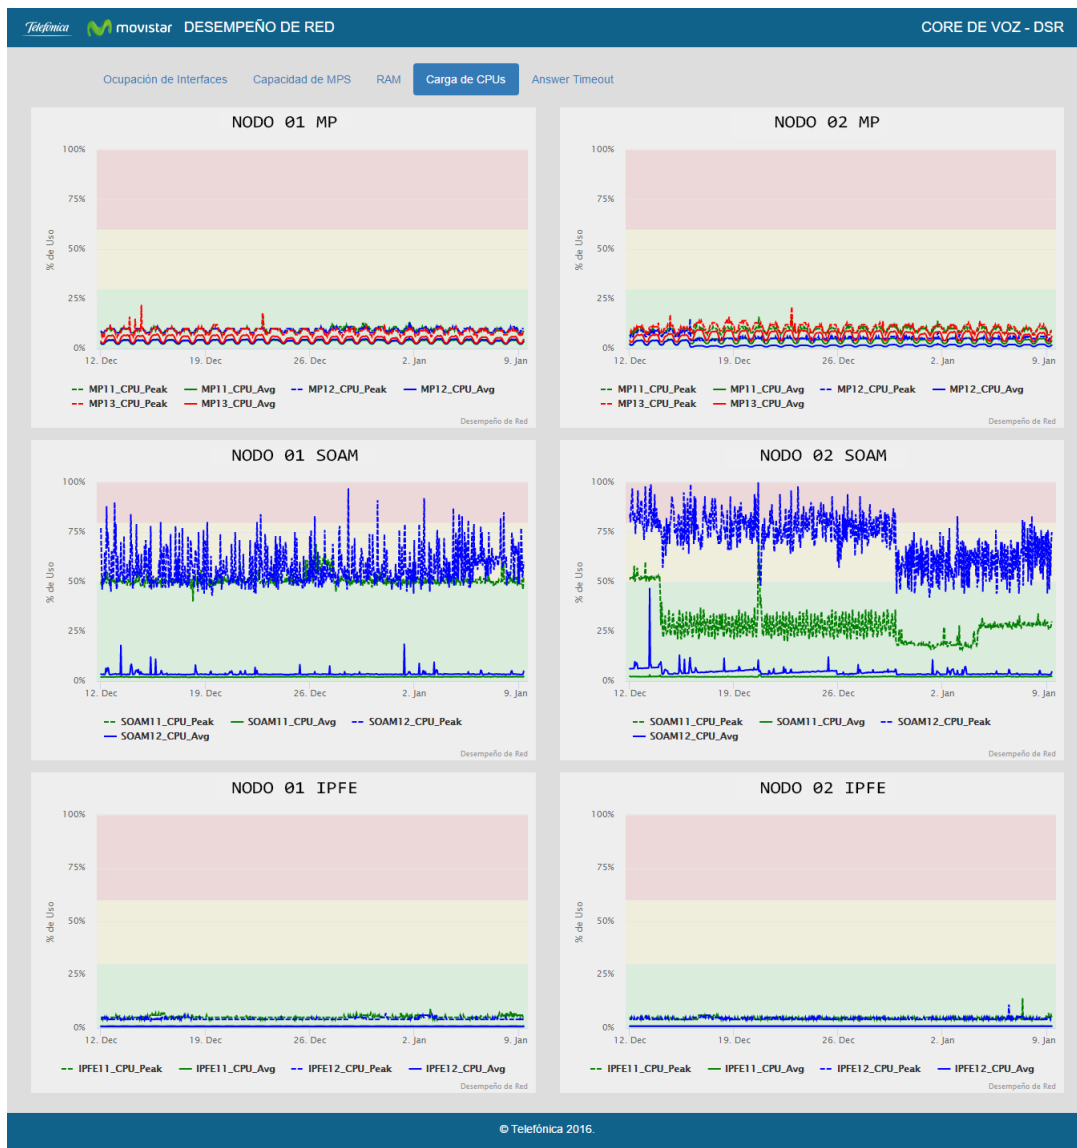 Telefónica movistar DESEMPEÑO DE RED CORE DE VOZ - DSR
Ocupación de Interfaces Capacidad de MPS RAM Carga de CPUs Answer Timeout
NODO 01 MP
100%
75%
50%
25%
0%
% de Uso
12. Dec 19. Dec 26. Dec 2. Jan 9. Jan
MP11_CPU_Peak MP11_CPU_Avg MP12_CPU_Peak MP12_CPU_Avg
MP13_CPU_Peak MP13_CPU_Avg
Desempeño de Red
NODO 02 MP
100%
75%
50%
25%
0%
% de Uso
12. Dec 19. Dec 26. Dec 2. Jan 9. Jan
MP11_CPU_Peak MP11_CPU_Avg MP12_CPU_Peak MP12_CPU_Avg
MP13_CPU_Peak MP13_CPU_Avg
Desempeño de Red
NODO 01 SOAM
100%
75%
50%
25%
0%
% de Uso
12. Dec 19. Dec 26. Dec 2. Jan 9. Jan
SOAM11_CPU_Peak SOAM11_CPU_Avg SOAM12_CPU_Peak
SOAM12_CPU_Avg
Desempeño de Red
NODO 02 SOAM
100%
75%
50%
25%
0%
% de Uso
12. Dec 19. Dec 26. Dec 2. Jan 9. Jan
SOAM11_CPU_Peak SOAM11_CPU_Avg SOAM12_CPU_Peak
SOAM12_CPU_Avg
Desempeño de Red
NODO 01 IPFE
100%
75%
50%
25%
0%
% de Uso
12. Dec 19. Dec 26. Dec 2. Jan 9. Jan
IPFE11_CPU_Peak IPFE11_CPU_Avg IPFE12_CPU_Peak IPFE12_CPU_Avg
Desempeño de Red
NODO 02 IPFE
100%
75%
50%
25%
0%
% de Uso
12. Dec 19. Dec 26. Dec 2. Jan 9. Jan
IPFE11_CPU_Peak IPFE11_CPU_Avg IPFE12_CPU_Peak IPFE12_CPU_Avg
Desempeño de Red
© Telefónica 2016.